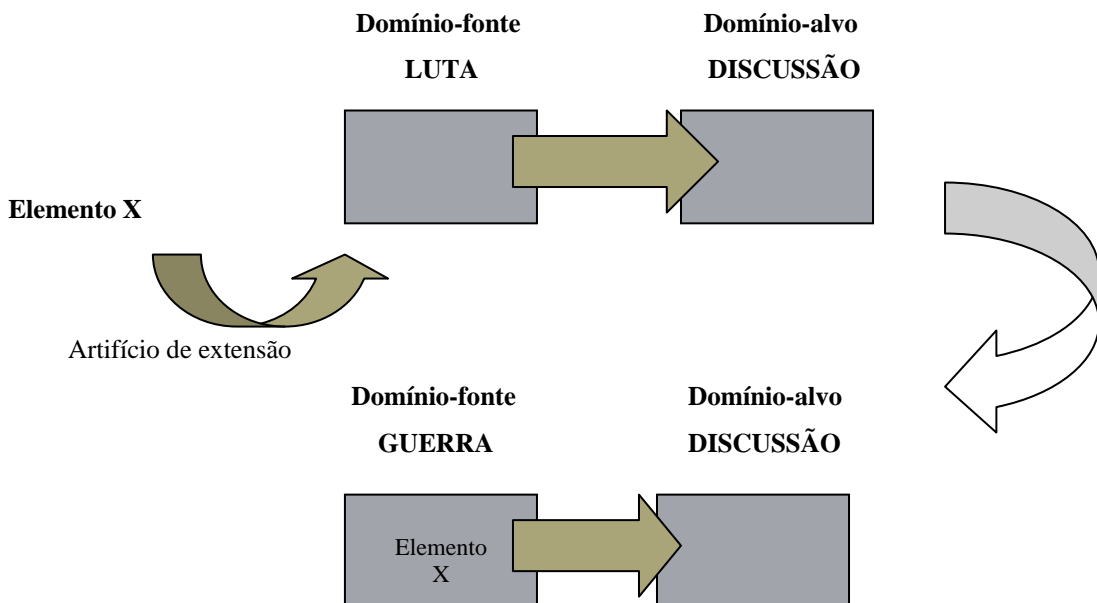 Domínio-fonte
LUTA
Domínio-alvo
DISCUSSÃO
Elemento X
Artifício de extensão
Domínio-fonte
GUERRA
Domínio-alvo
DISCUSSÃO
Elemento
X